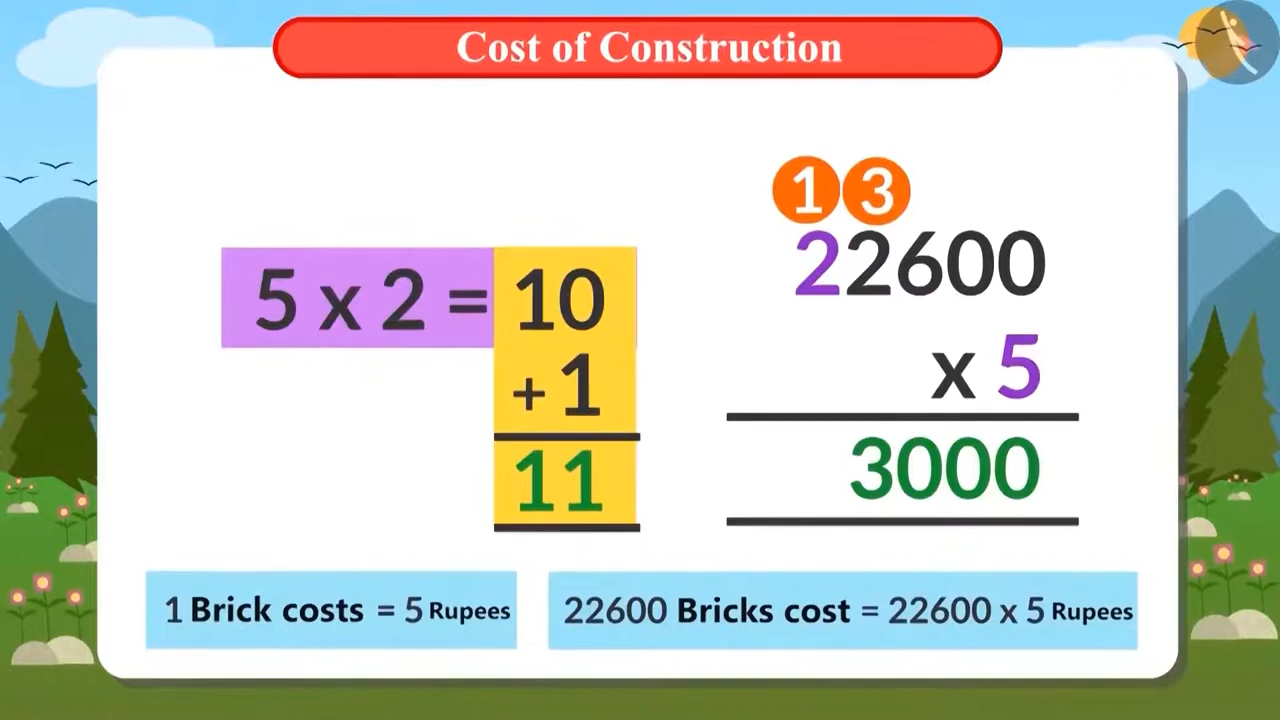 Cost of Construction
1 3
22600
x 5
3000
5 x 2 = 10
+ 1
11
1 Brick costs = 5 Rupees
22600 Bricks cost = 22600 x 5 Rupees